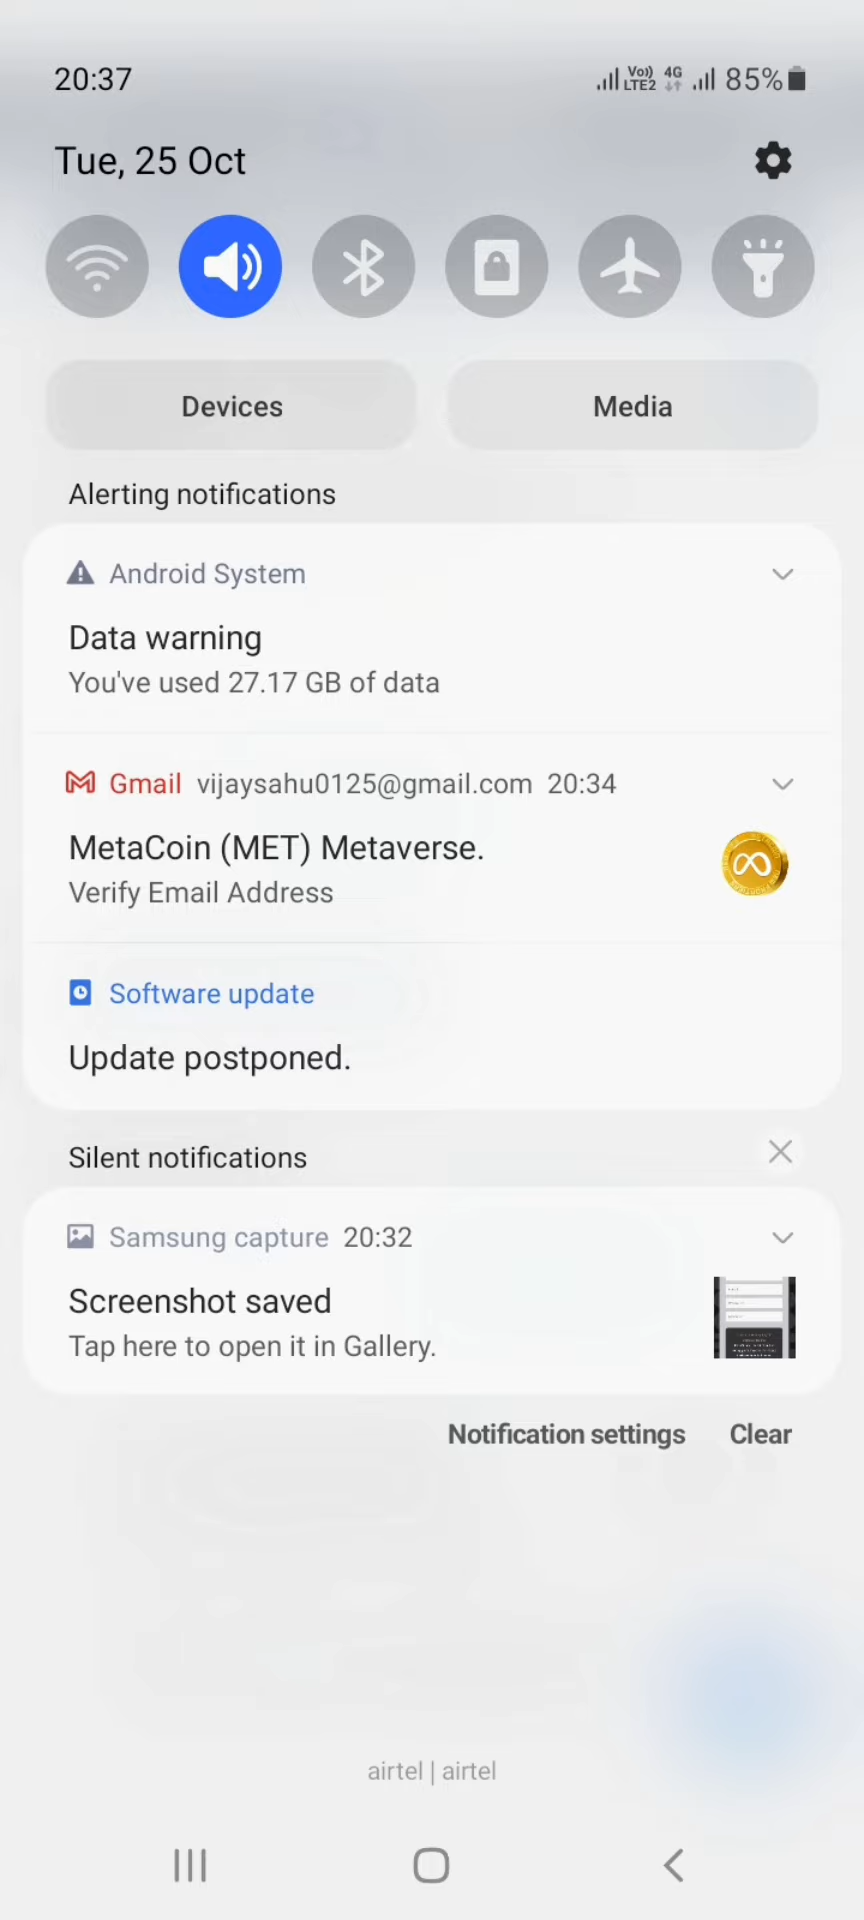 20:37
Vo)) LTE2 4G 85%
Tue, 25 Oct
Devices
Media
Alerting notifications
Android System
Data warning
You've used 27.17 GB of data
Gmail vijaysahu0125@gmail.com 20:34
MetaCoin (MET) Metaverse.
Verify Email Address
Software update
Update postponed.
Silent notifications
Samsung capture 20:32
Screenshot saved
Tap here to open it in Gallery.
Notification settings
Clear
airtel | airtel